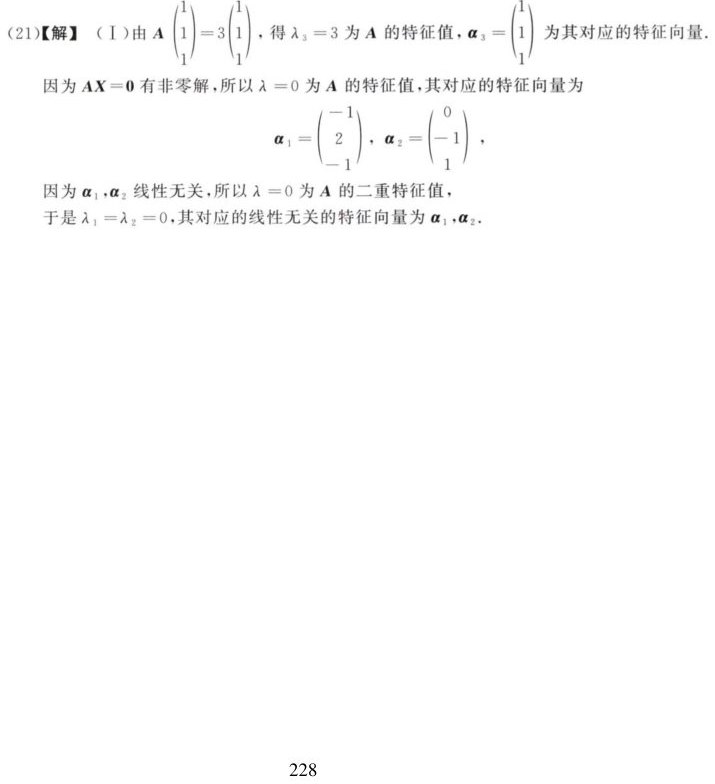 (21)【解】 (Ⅰ)由 A (1 1 1) = 3 (1 1 1) , 得 λ₃ = 3 为 A 的特征值, α₃ = (1 1 1) 为其对应的特征向量.
因为 AX = 0 有非零解,所以 λ = 0 为 A 的特征值,其对应的特征向量为
α₁ = (−1 2 −1) , α₂ = (0 −1 1) ,
因为 α₁,α₂ 线性无关,所以 λ = 0 为 A 的二重特征值,
于是 λ₁ = λ₂ = 0,其对应的线性无关的特征向量为 α₁,α₂.
228